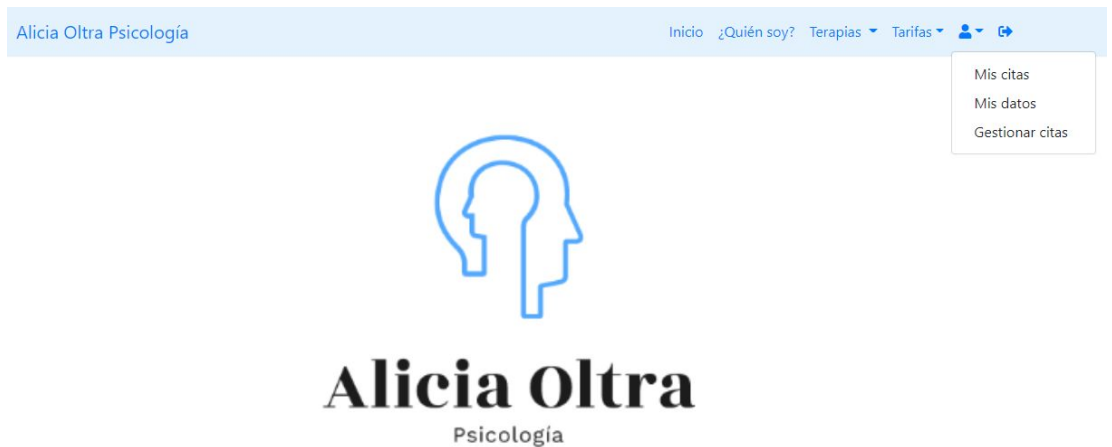 Alicia Oltra Psicología
Inicio ¿Quién soy? Terapias Tarifas
Mis citas
Mis datos
Gestionar citas
Alicia Oltra
Psicología